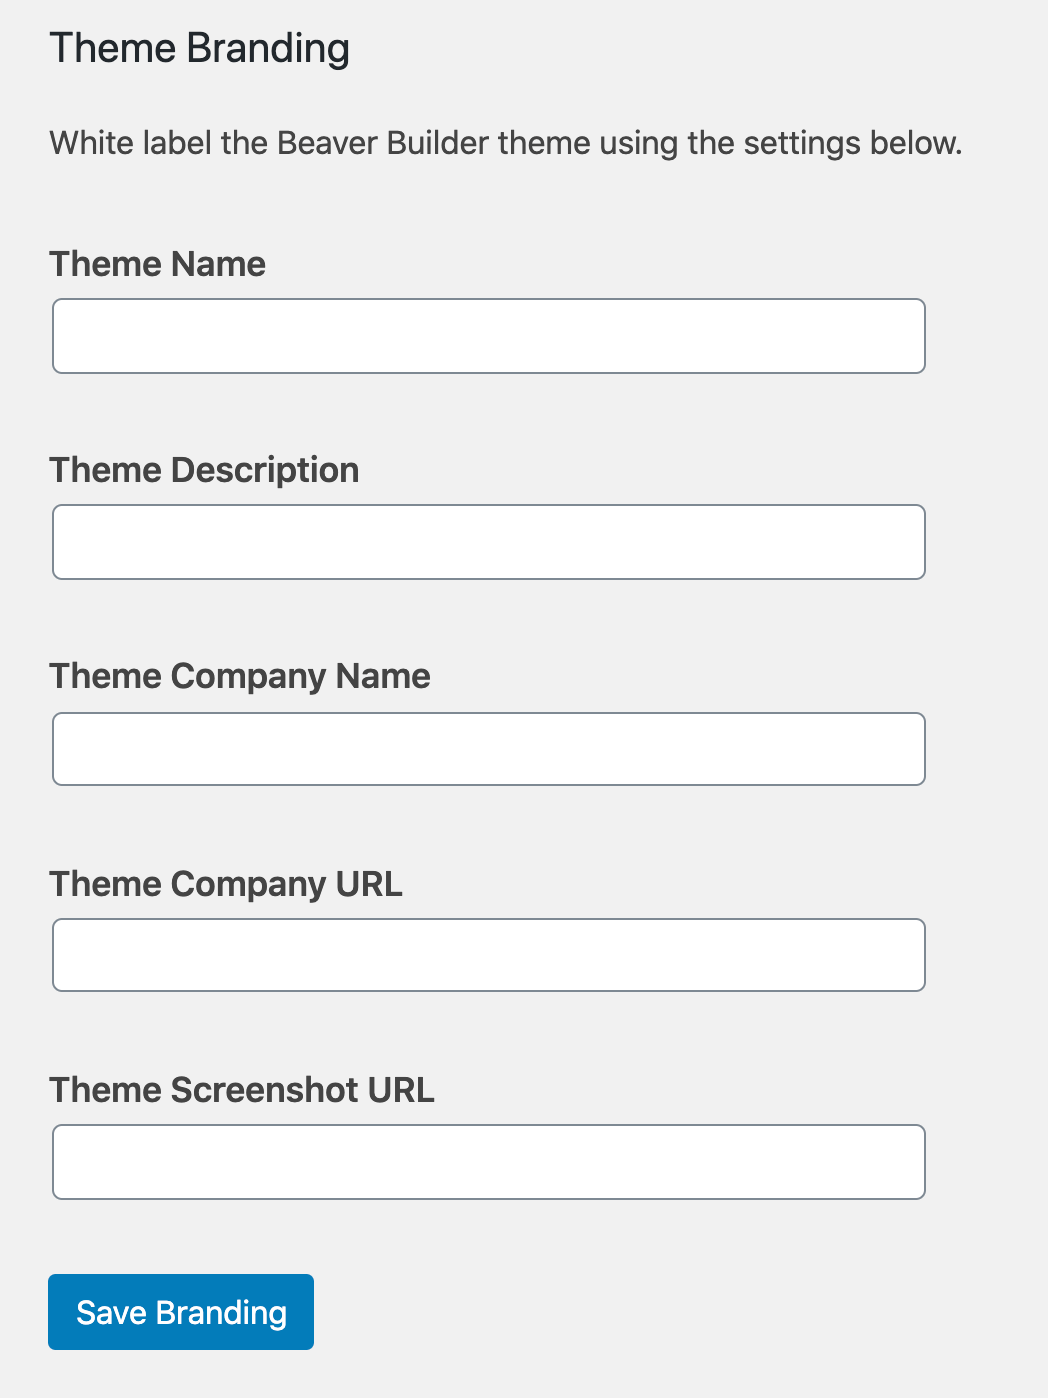 Theme Branding
White label the Beaver Builder theme using the settings below.
Theme Name
Theme Description
Theme Company Name
Theme Company URL
Theme Screenshot URL
Save Branding